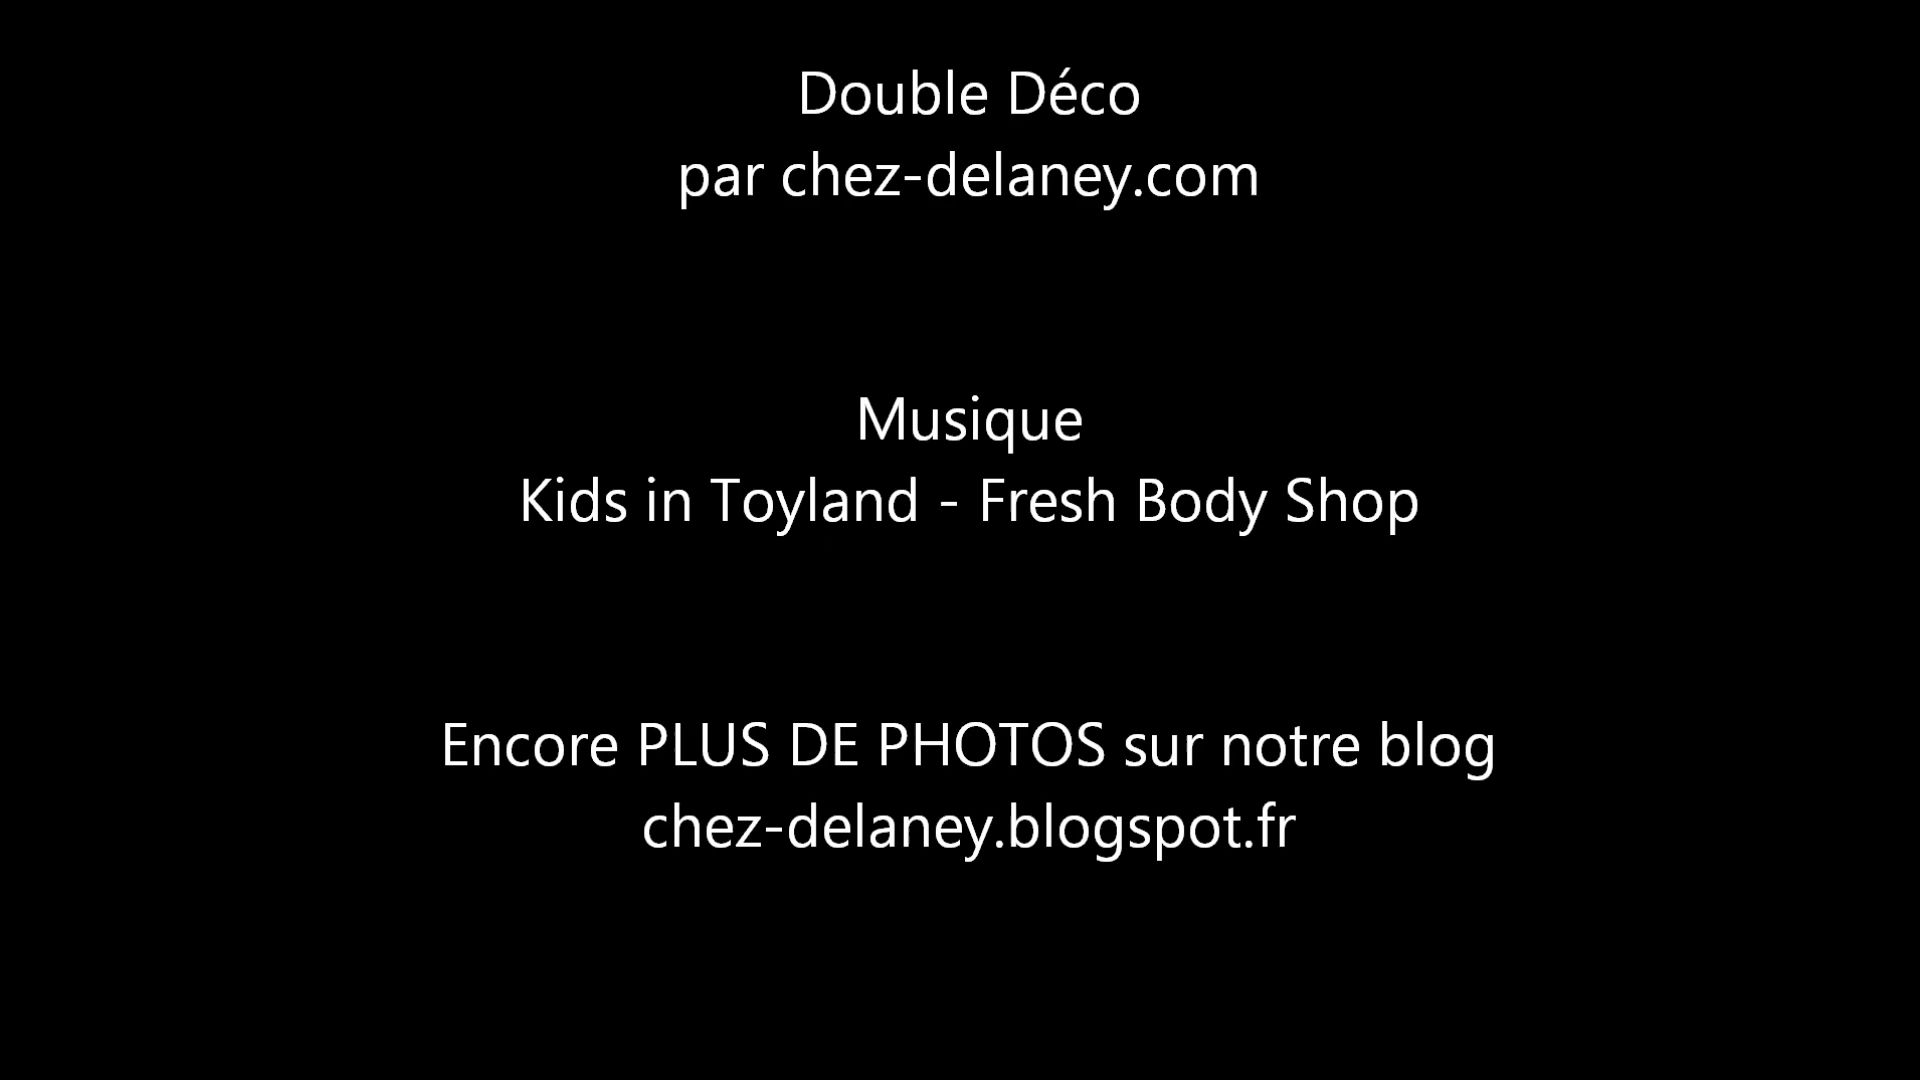 Double Déco
par chez-delaney.com
Musique
Kids in Toyland - Fresh Body Shop
Encore PLUS DE PHOTOS sur notre blog
chez-delaney.blogspot.fr